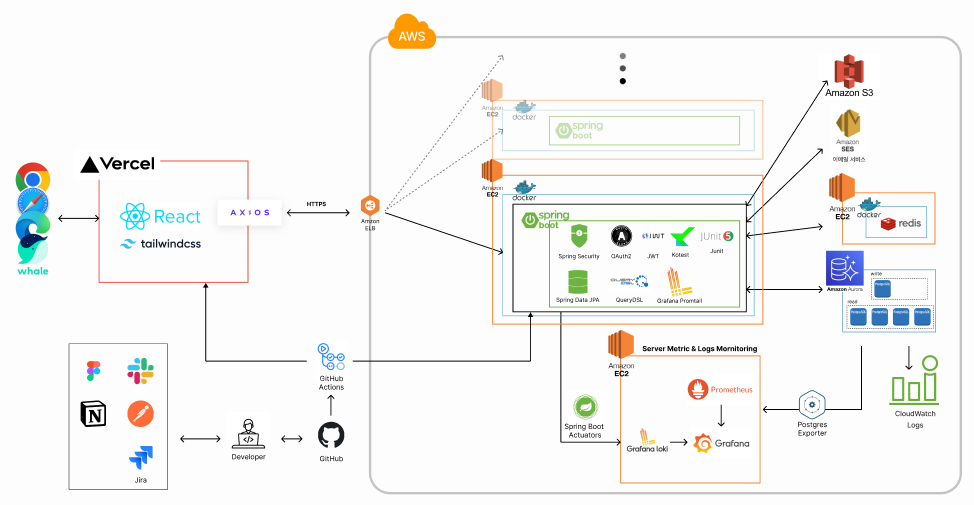 AWS
Vercel
React
tailwindcss
AXIOS
HTTPS
whale
Amzon
ELB
Amazon
EC2
docker
spring
boot
Amazon
EC2
docker
spring
boot
Spring Security
OAuth2
JWT
Kotest
JUnit 5
Junit
Spring Data JPA
QueryDSL
Grafana Promtail
Amazon S3
Amazon
SES
이메일 서비스
Amazon
EC2
docker
redis
Amazon Aurora
write
read
Amazon
EC2
Server Metric & Logs Mornitoring
Prometheus
Grafana loki
Grafana
Spring Boot
Actuators
Postgres
Exporter
CloudWatch
Logs
GitHub
Actions
Developer
GitHub
Jira